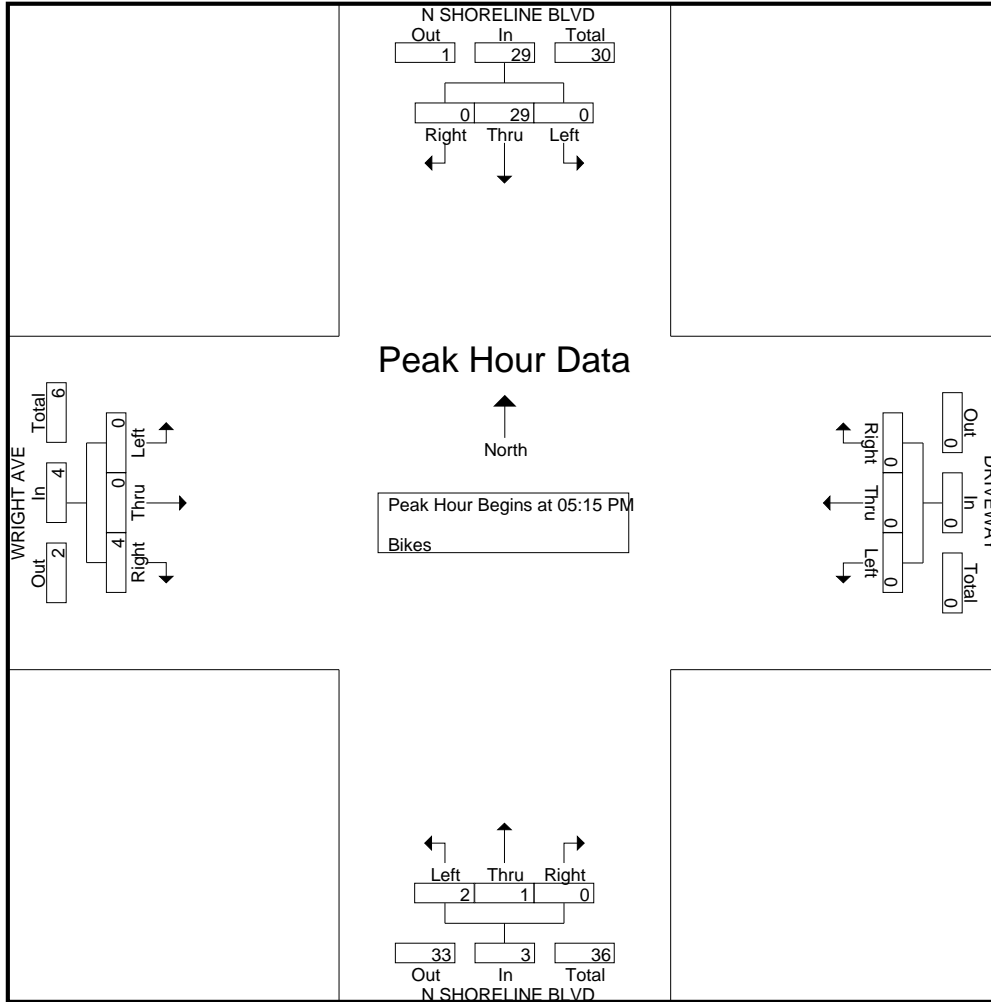 N SHORELINE BLVD
Out In Total
1 29 30
0 29 0
Right Thru Left
Peak Hour Data
North
Peak Hour Begins at 05:15 PM
Bikes
WRIGHT AVE
Out In Total
2 4 6
Right Thru Left
4 0 0
DRIVEWAY
Out In Total
0 0 0
Right Thru Left
0 0 0
Left Thru Right
2 1 0
33 3 36
Out In Total
N SHORELINE BLVD